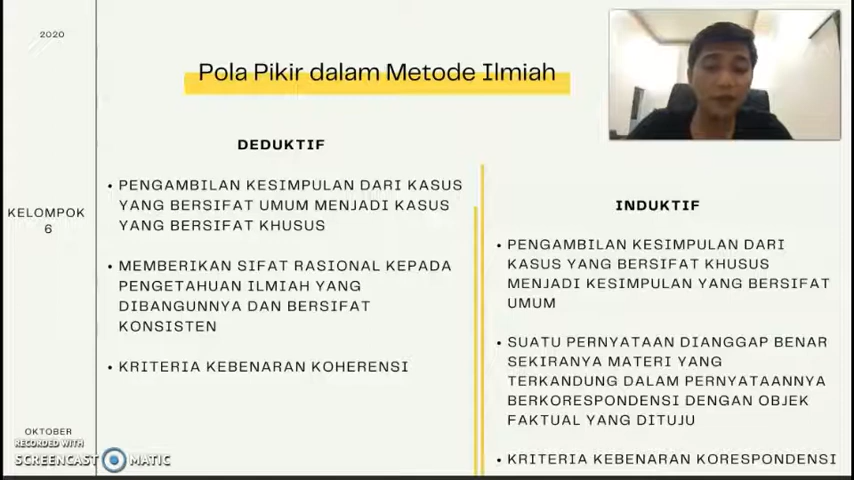 2020
Pola Pikir dalam Metode Ilmiah
KELOMPOK
6
DEDUKTIF
• PENGAMBILAN KESIMPULAN DARI KASUS
YANG BERSIFAT UMUM MENJADI KASUS
YANG BERSIFAT KHUSUS
• MEMBERIKAN SIFAT RASIONAL KEPADA
PENGETAHUAN ILMIAH YANG
DIBANGUNNYA DAN BERSIFAT
KONSISTEN
• KRITERIA KEBENARAN KOHERENSI
INDUKTIF
• PENGAMBILAN KESIMPULAN DARI
KASUS YANG BERSIFAT KHUSUS
MENJADI KESIMPULAN YANG BERSIFAT
UMUM
• SUATU PERNYATAAN DIANGGAP BENAR
SEKIRANYA MATERI YANG
TERKANDUNG DALAM PERNYATAANNYA
BERKORESPONDENSI DENGAN OBJEK
FAKTUAL YANG DITUJU
• KRITERIA KEBENARAN KORESPONDENSI
OKTOBER
RECORDED WITH
SCREENCAST MATIC